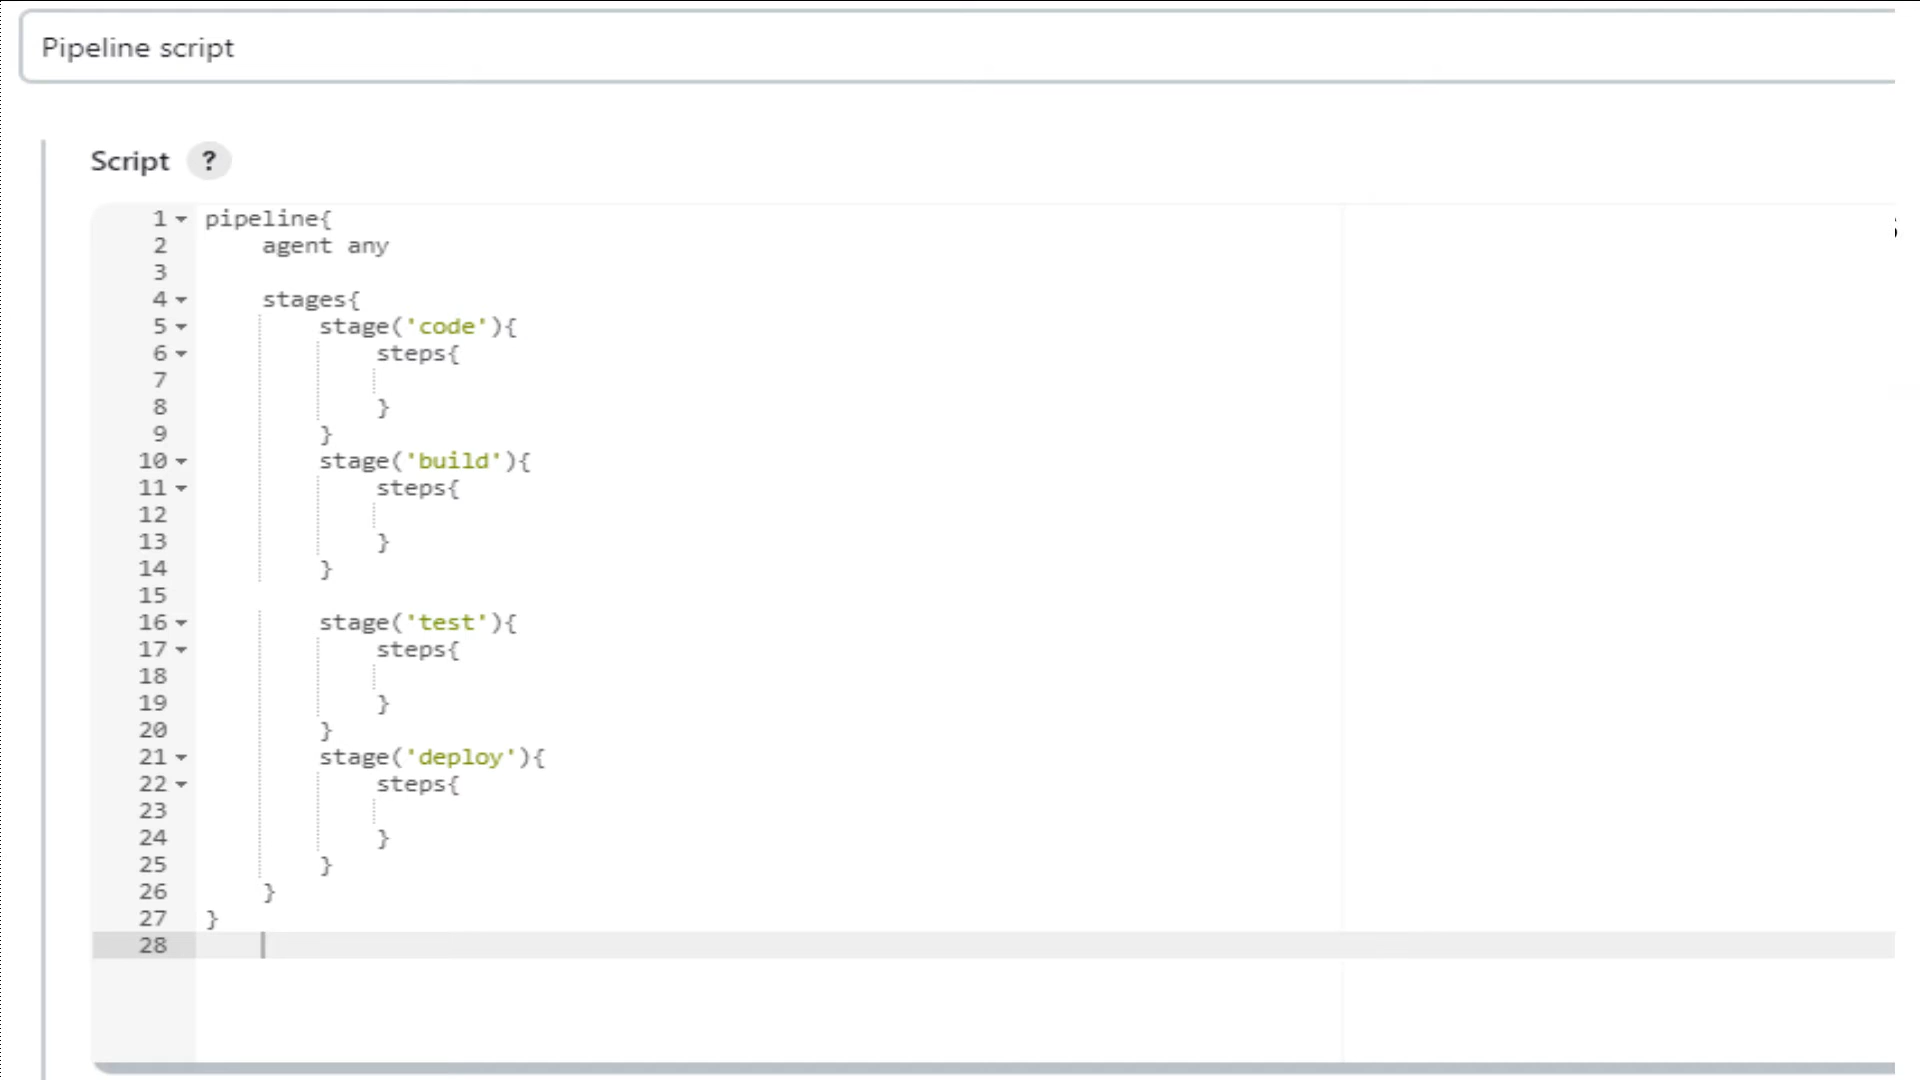 Pipeline script
Script ?
1 pipeline{
2 agent any
3
4 stages{
5 stage('code'){
6 steps{
7
8 }
9 }
10 stage('build'){
11 steps{
12
13 }
14 }
15
16 stage('test'){
17 steps{
18
19 }
20 }
21 stage('deploy'){
22 steps{
23
24 }
25 }
26 }
27 }
28